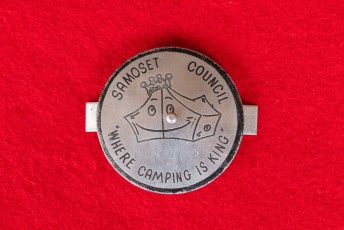 SAMOSET COUNCIL
"WHERE CAMPING IS KING"